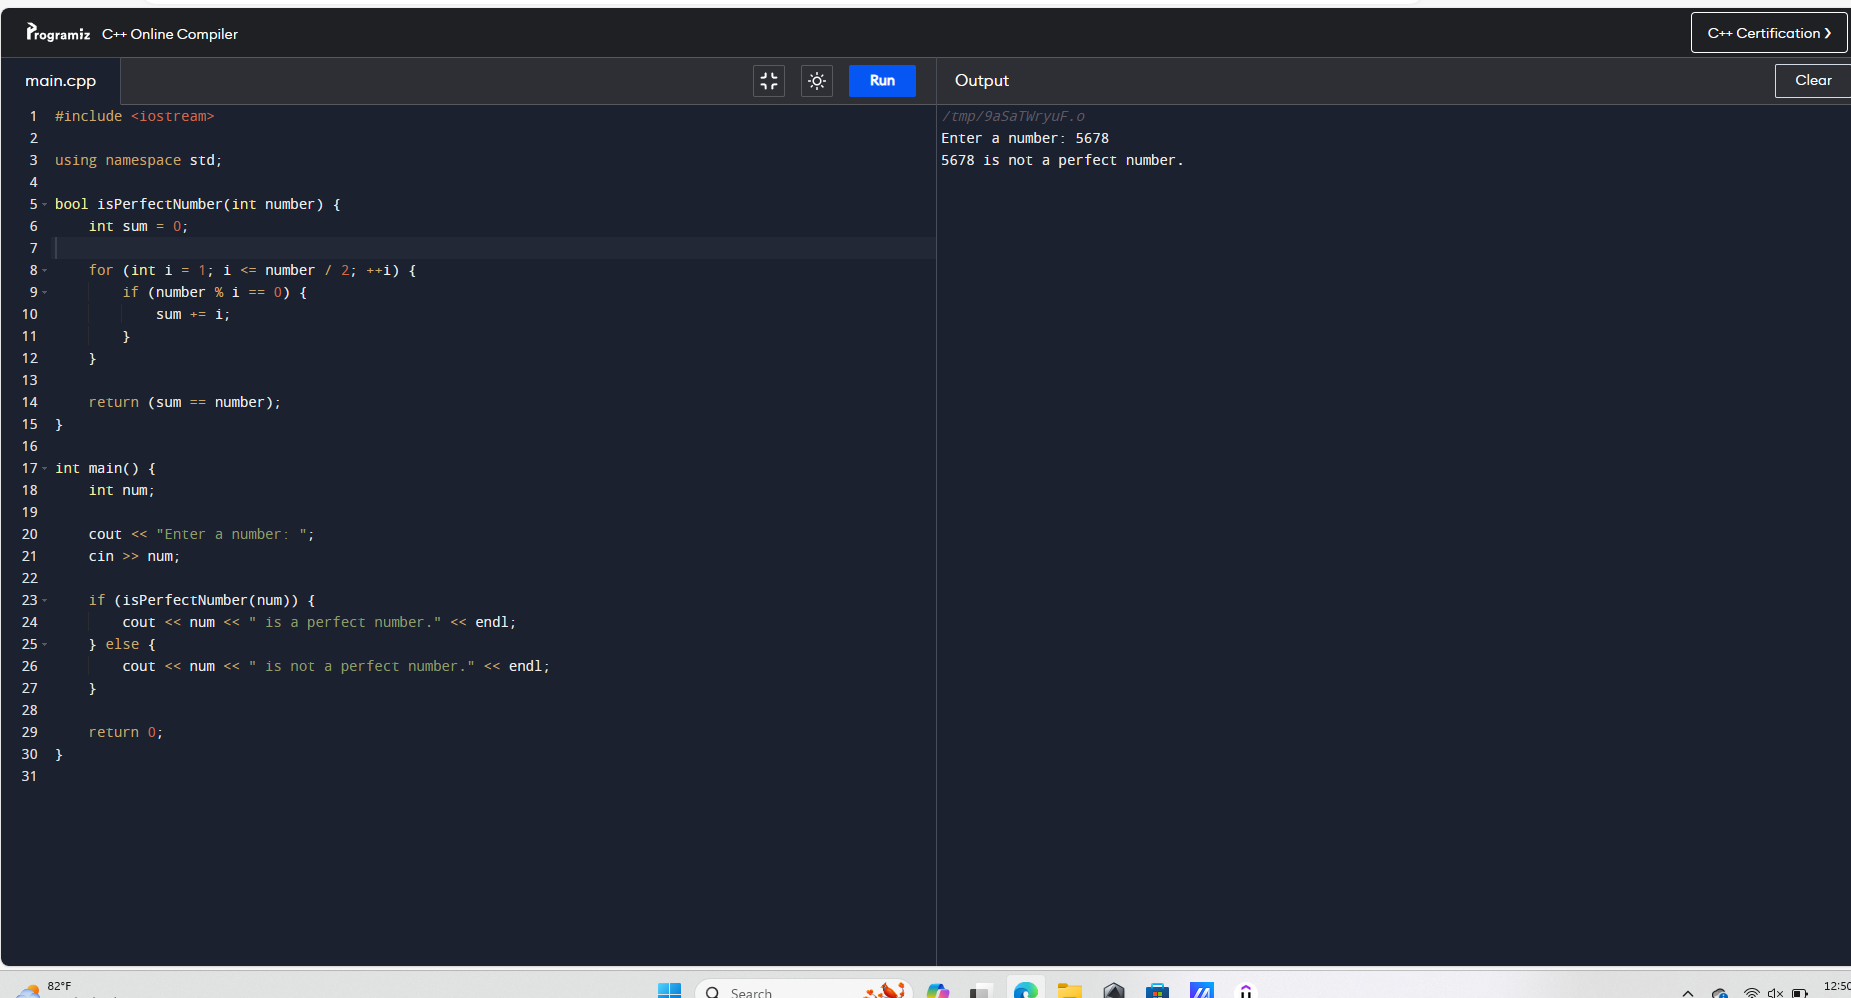 Programiz C++ Online Compiler
C++ Certification ❯
main.cpp
Run
Output
Clear
1 #include <iostream>
2
3 using namespace std;
4
5 bool isPerfectNumber(int number) {
6     int sum = 0;
7
8     for (int i = 1; i <= number / 2; ++i) {
9         if (number % i == 0) {
10             sum += i;
11         }
12     }
13
14     return (sum == number);
15 }
16
17 int main() {
18     int num;
19
20     cout << "Enter a number: ";
21     cin >> num;
22
23     if (isPerfectNumber(num)) {
24         cout << num << " is a perfect number." << endl;
25     } else {
26         cout << num << " is not a perfect number." << endl;
27     }
28
29     return 0;
30 }
31
/tmp/9aSaTWryuF.o
Enter a number: 5678
5678 is not a perfect number.
82°F
Search